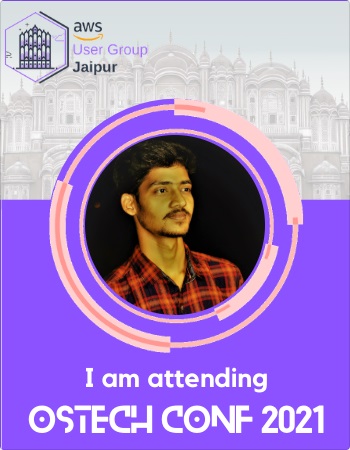 aws
User Group
Jaipur
I am attending
OSTECH CONF 2021